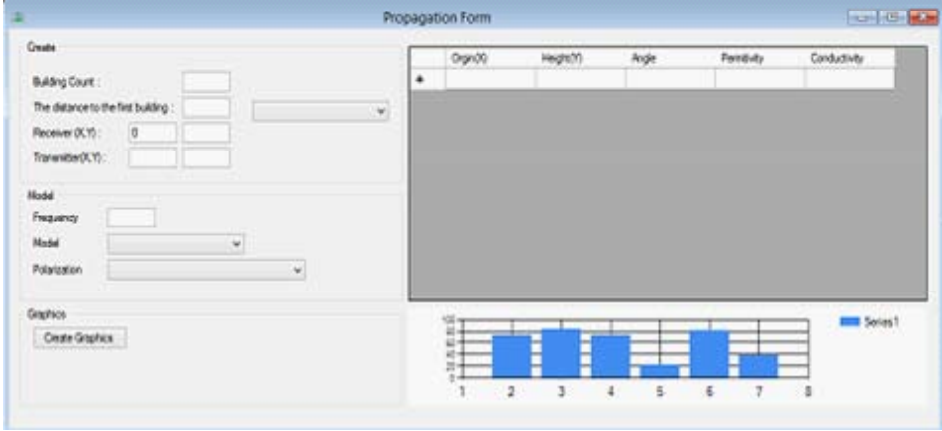 Propagation Form
Create
Building Count :
The distance to the first building :
Receiver (X,Y) : 0
Transmitter(X,Y) :
Model
Frequency
Model
Polarization
Graphics
Create Graphics
Orgin(X) Height(Y) Angle Permitivity Conductivity
Series1
1 2 3 4 5 6 7 8